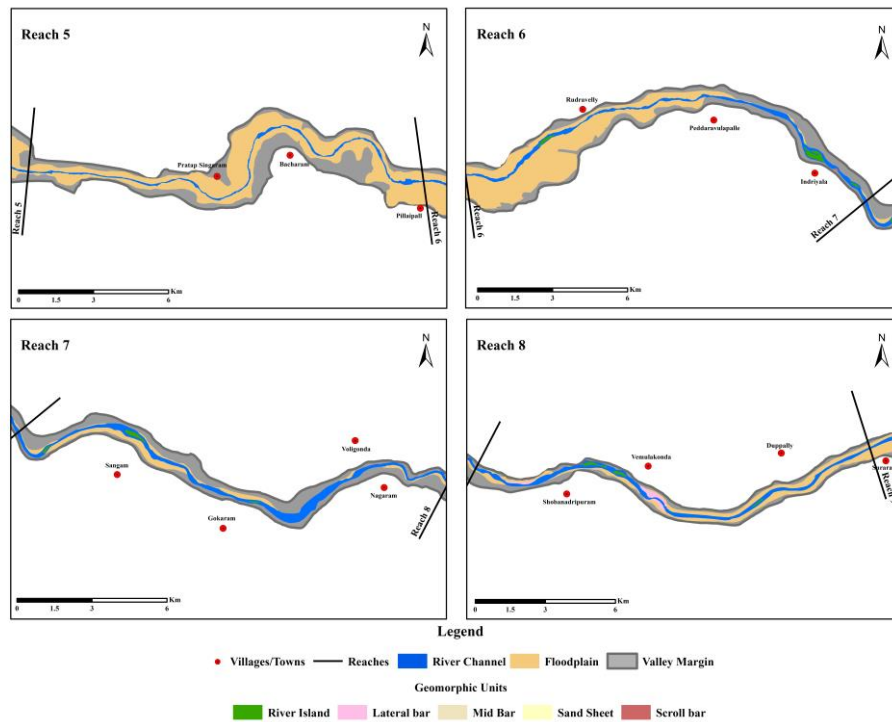 Reach 5
N
Pratap Singaram
Bacharam
Pillaipall
Reach 5
Reach 6
0 1.5 3 6
Km
Reach 6
N
Rudravelly
Peddaravulapalle
Indriyala
Reach 6
Reach 7
0 1.5 3 6
Km
Reach 7
N
Sangam
Voligonda
Gokaram
Nagaram
Reach 8
0 1.5 3 6
Km
Reach 8
N
Vemulakonda
Duppally
Shobanadripuram
0 1.5 3 6
Km
Legend
Villages/Towns Reaches River Channel Floodplain Valley Margin
Geomorphic Units
River Island Lateral bar Mid Bar Sand Sheet Scroll bar